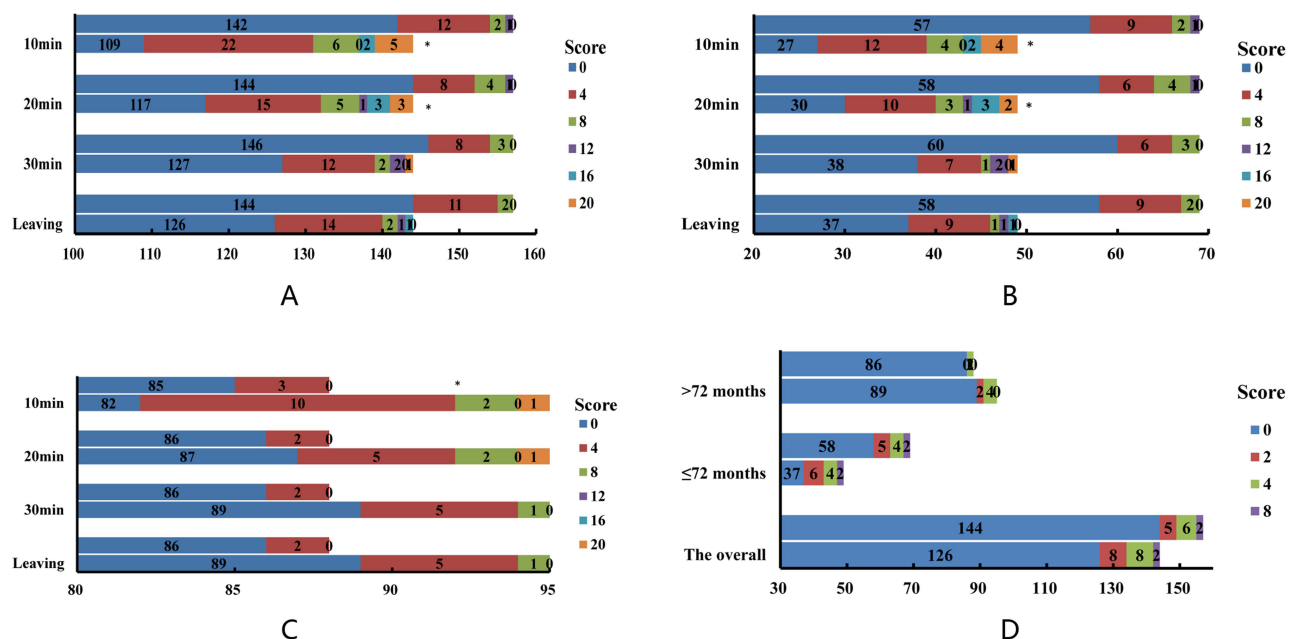 142 12 2 1 0
10min
109 22 6 0 2 5 *
144 8 4 1 0
20min
117 15 5 1 3 3 *
146 8 3 0
30min
127 12 2 2 0 1
144 11 2 0
Leaving
126 14 2 1 1 0
100 110 120 130 140 150 160
Score
0
4
8
12
16
20
A
57 9 2 1 0
10min
27 12 4 0 2 4 *
58 6 4 1 0
20min
30 10 3 1 3 2 *
60 6 3 0
30min
38 7 1 2 0 1
58 9 2 0
Leaving
37 9 1 1 1 0
20 30 40 50 60 70
Score
0
4
8
12
16
20
B
85 3 0 *
10min
82 10 2 0 1
86 2 0
20min
87 5 2 0 1
86 2 0
30min
89 5 1 0
86 2 0
Leaving
89 5 1 0
80 85 90 95
Score
0
4
8
12
16
20
C
86 0 0
>72 months
89 2 4 0
58 5 4 2
≤72 months
37 6 4 2
144 5 6 2
The overall
126 8 8 2
30 50 70 90 110 130 150
Score
0
2
4
8
D